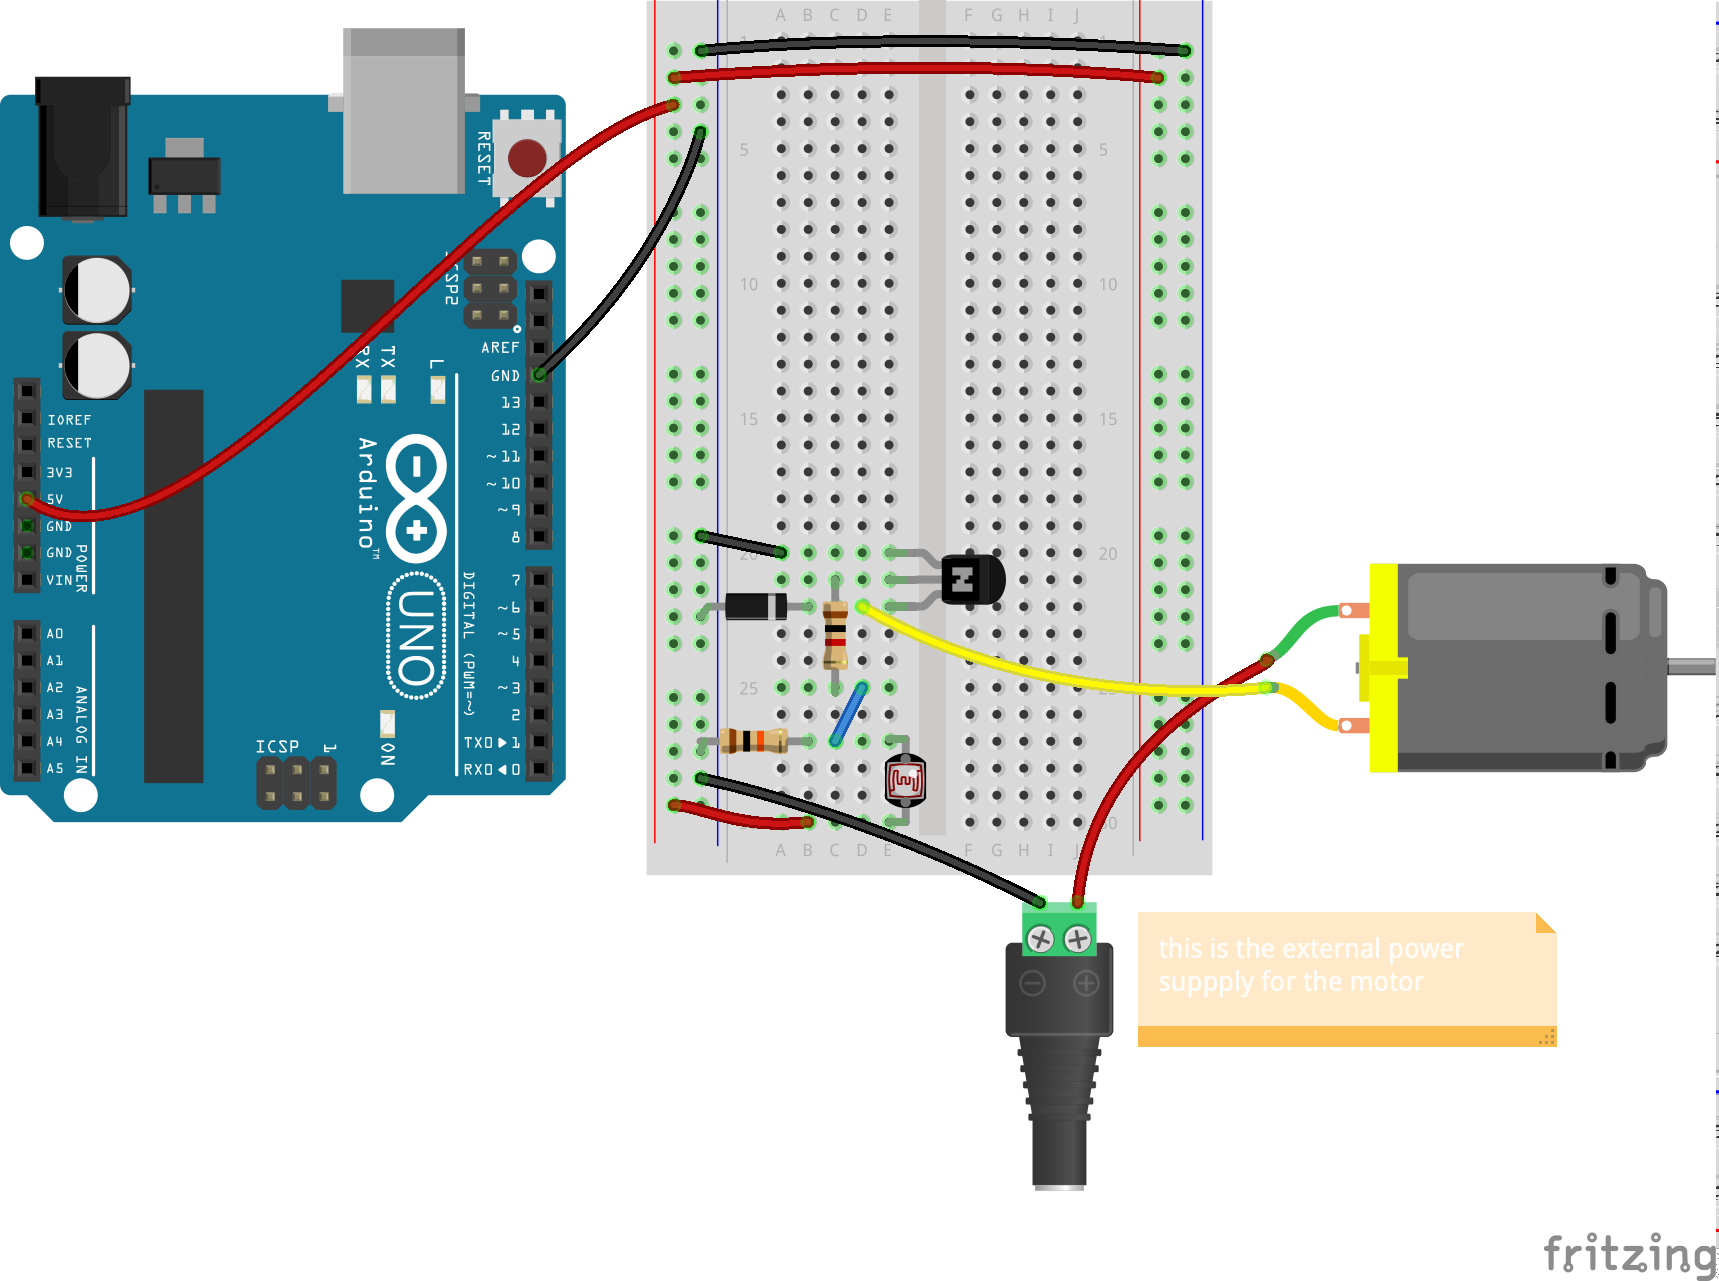 RESET
ICSP2
AREF
GND
13
12
~11
~10
~9
8
7
~6
~5
4
~3
2
TX0▶1
RX0◀0
RX
TX
L
IOREF
RESET
3V3
5V
GND
GND
VIN
POWER
A0
A1
A2
A3
A4
A5
ANALOG IN
Arduino™
UNO
DIGITAL (PWM=~)
ON
ICSP
1
A B C D E F G H I J
1
5 5
10 10
15 15
20 20
25 25
30
A B C D E F G H I J
this is the external power
suppply for the motor
fritzing